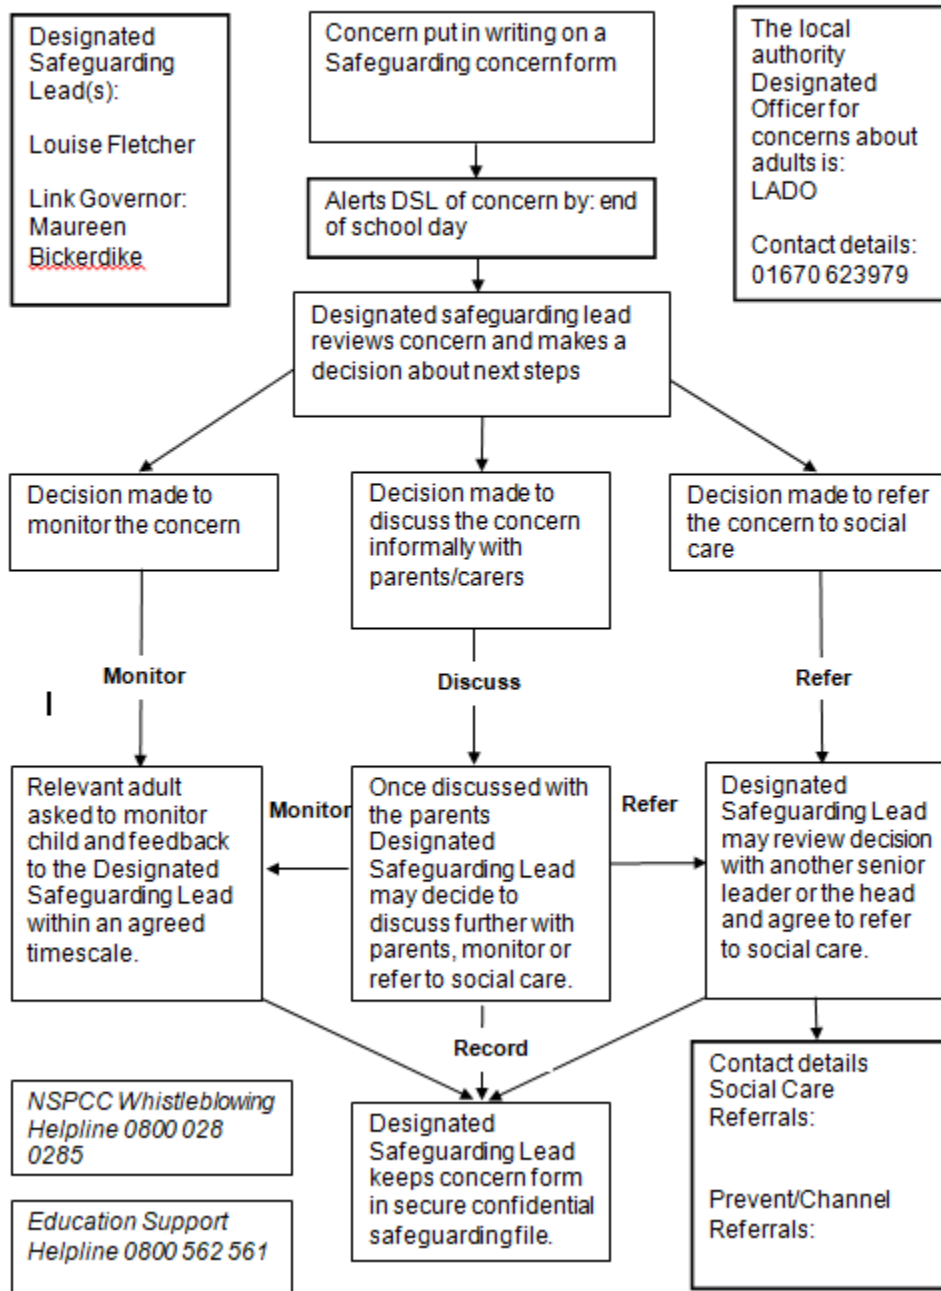 Designated
Safeguarding
Lead(s):
Louise Fletcher
Link Governor:
Maureen
Bickerdike
Concern put in writing on a
Safeguarding concern form
The local
authority
Designated
Officer for
concerns about
adults is:
LADO
Contact details:
01670 623979
Alerts DSL of concern by: end
of school day
Designated safeguarding lead
reviews concern and makes a
decision about next steps
Decision made to
monitor the concern
Decision made to
discuss the concern
informally with
parents/carers
Decision made to refer
the concern to social
care
Monitor
Discuss
Refer
Relevant adult
asked to monitor
child and feedback
to the Designated
Safeguarding Lead
within an agreed
timescale.
Monitor
Once discussed with
the parents
Designated
Safeguarding Lead
may decide to
discuss further with
parents, monitor or
refer to social care.
Refer
Designated
Safeguarding Lead
may review decision
with another senior
leader or the head
and agree to refer
to social care.
Record
NSPCC Whistleblowing
Helpline 0800 028
0285
Education Support
Helpline 0800 562 561
Designated
Safeguarding Lead
keeps concern form
in secure confidential
safeguarding file.
Contact details
Social Care
Referrals:
Prevent/Channel
Referrals: